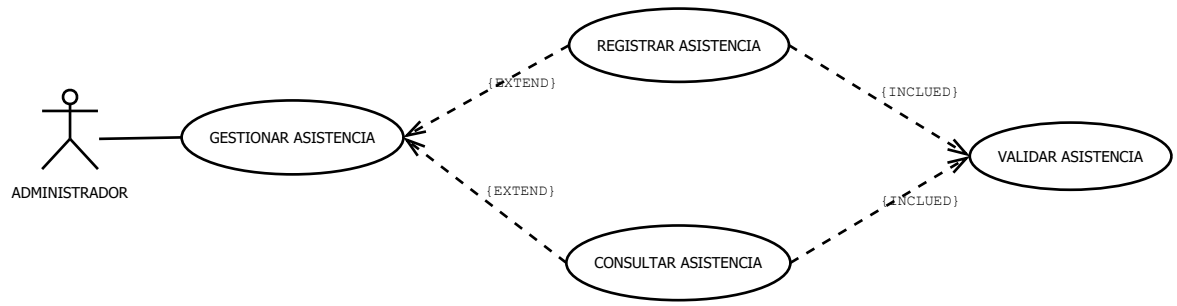 REGISTRAR ASISTENCIA
{EXTEND}
{INCLUED}
GESTIONAR ASISTENCIA
VALIDAR ASISTENCIA
ADMINISTRADOR
{EXTEND}
{INCLUED}
CONSULTAR ASISTENCIA